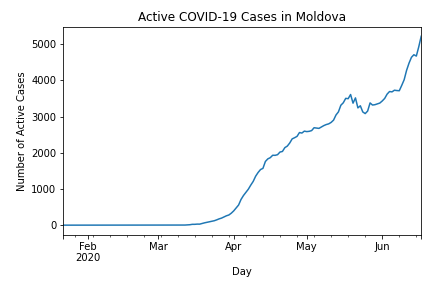 Active COVID-19 Cases in Moldova
Number of Active Cases
5000
4000
3000
2000
1000
0
Feb
2020
Mar
Apr
May
Jun
Day